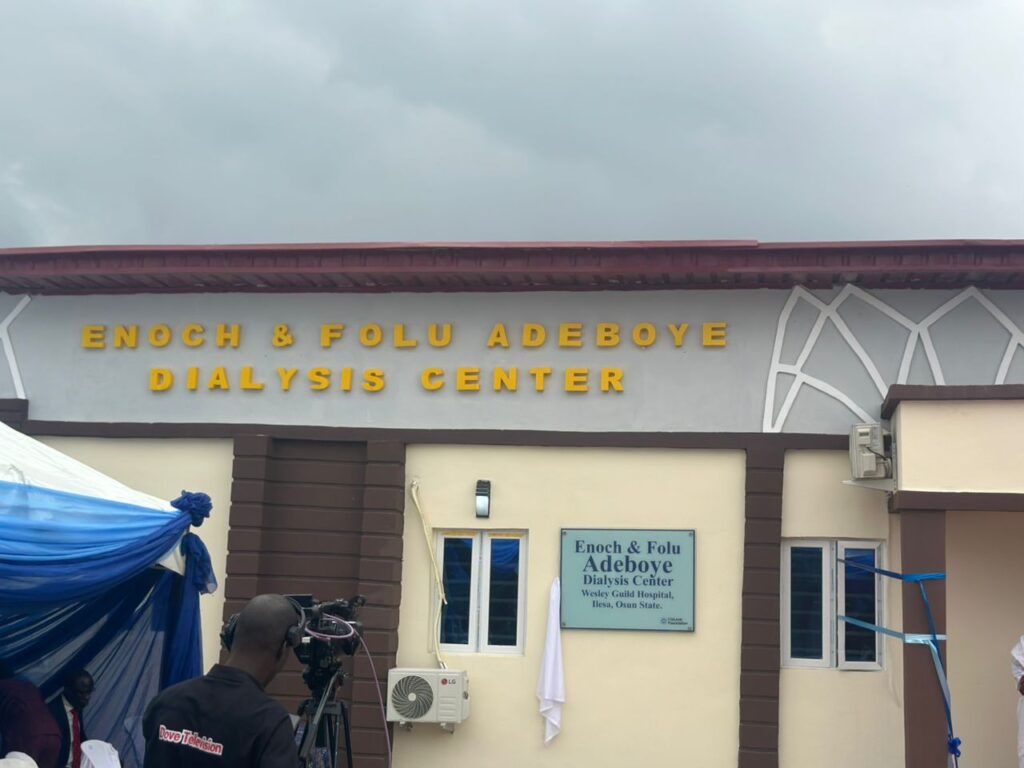 ENOCH & FOLU ADEBOYE
DIALYSIS CENTER
Enoch & Folu
Adeboye
Dialysis Center
Wesley Guild Hospital,
Ilesa, Osun State.
LG
Dove Television